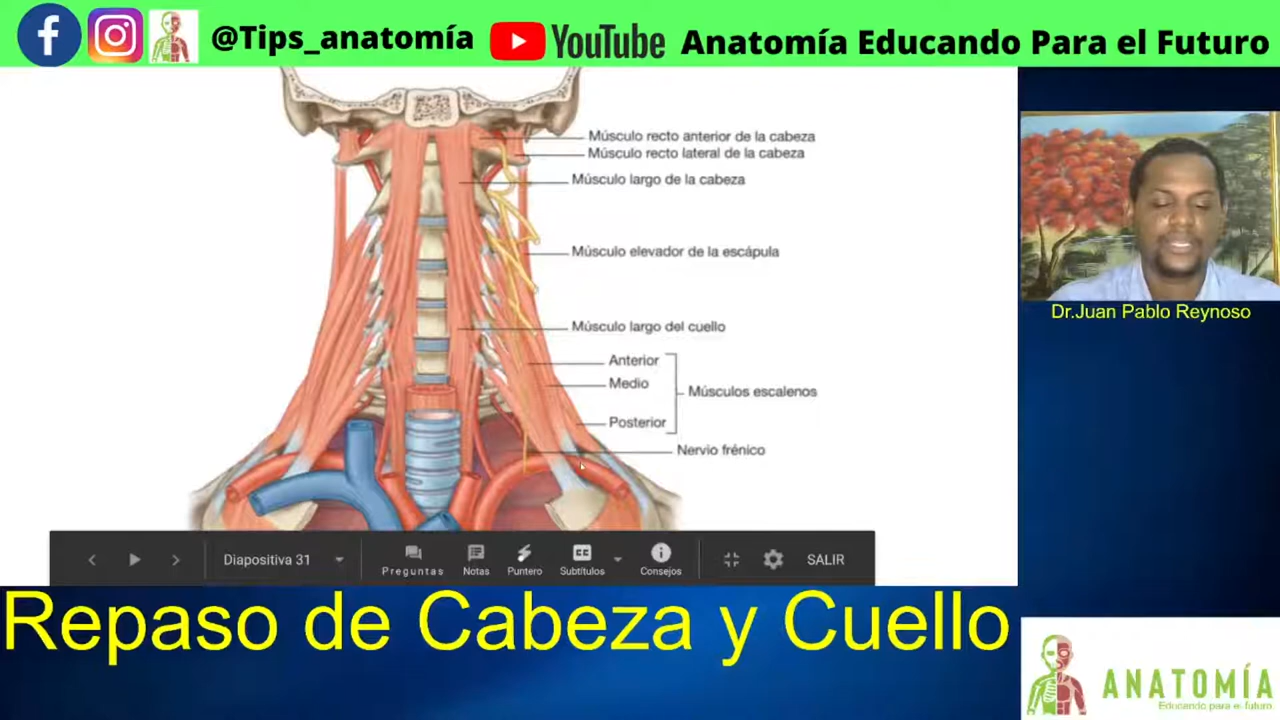 @Tips_anatomía YouTube Anatomía Educando Para el Futuro
Músculo recto anterior de la cabeza
Músculo recto lateral de la cabeza
Músculo largo de la cabeza
Músculo elevador de la escápula
Músculo largo del cuello
Anterior
Medio
Músculos escalenos
Posterior
Nervio frénico
Dr.Juan Pablo Reynoso
Diapositiva 31
Preguntas
Notas
Puntero
CC
Subtítulos
Consejos
SALIR
Repaso de Cabeza y Cuello
ANATOMÍA
Educando para el futuro